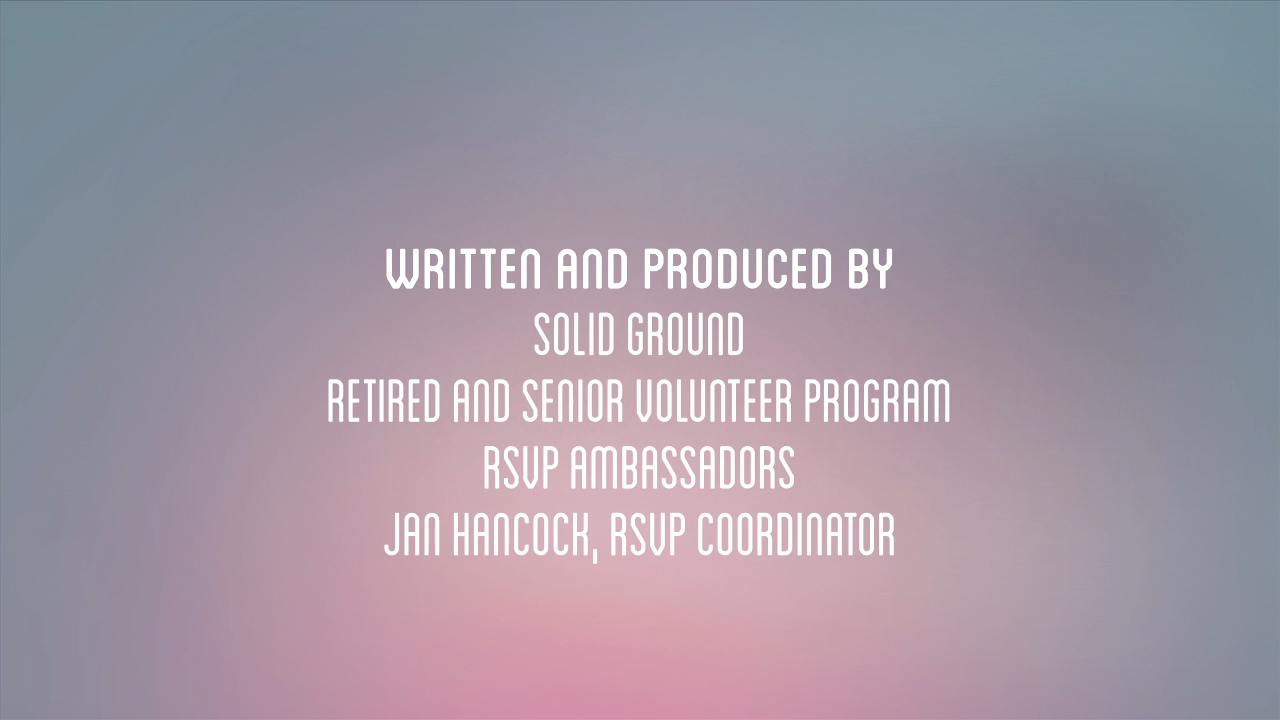 WRITTEN AND PRODUCED BY
SOLID GROUND
RETIRED AND SENIOR VOLUNTEER PROGRAM
RSVP AMBASSADORS
JAN HANCOCK, RSVP COORDINATOR